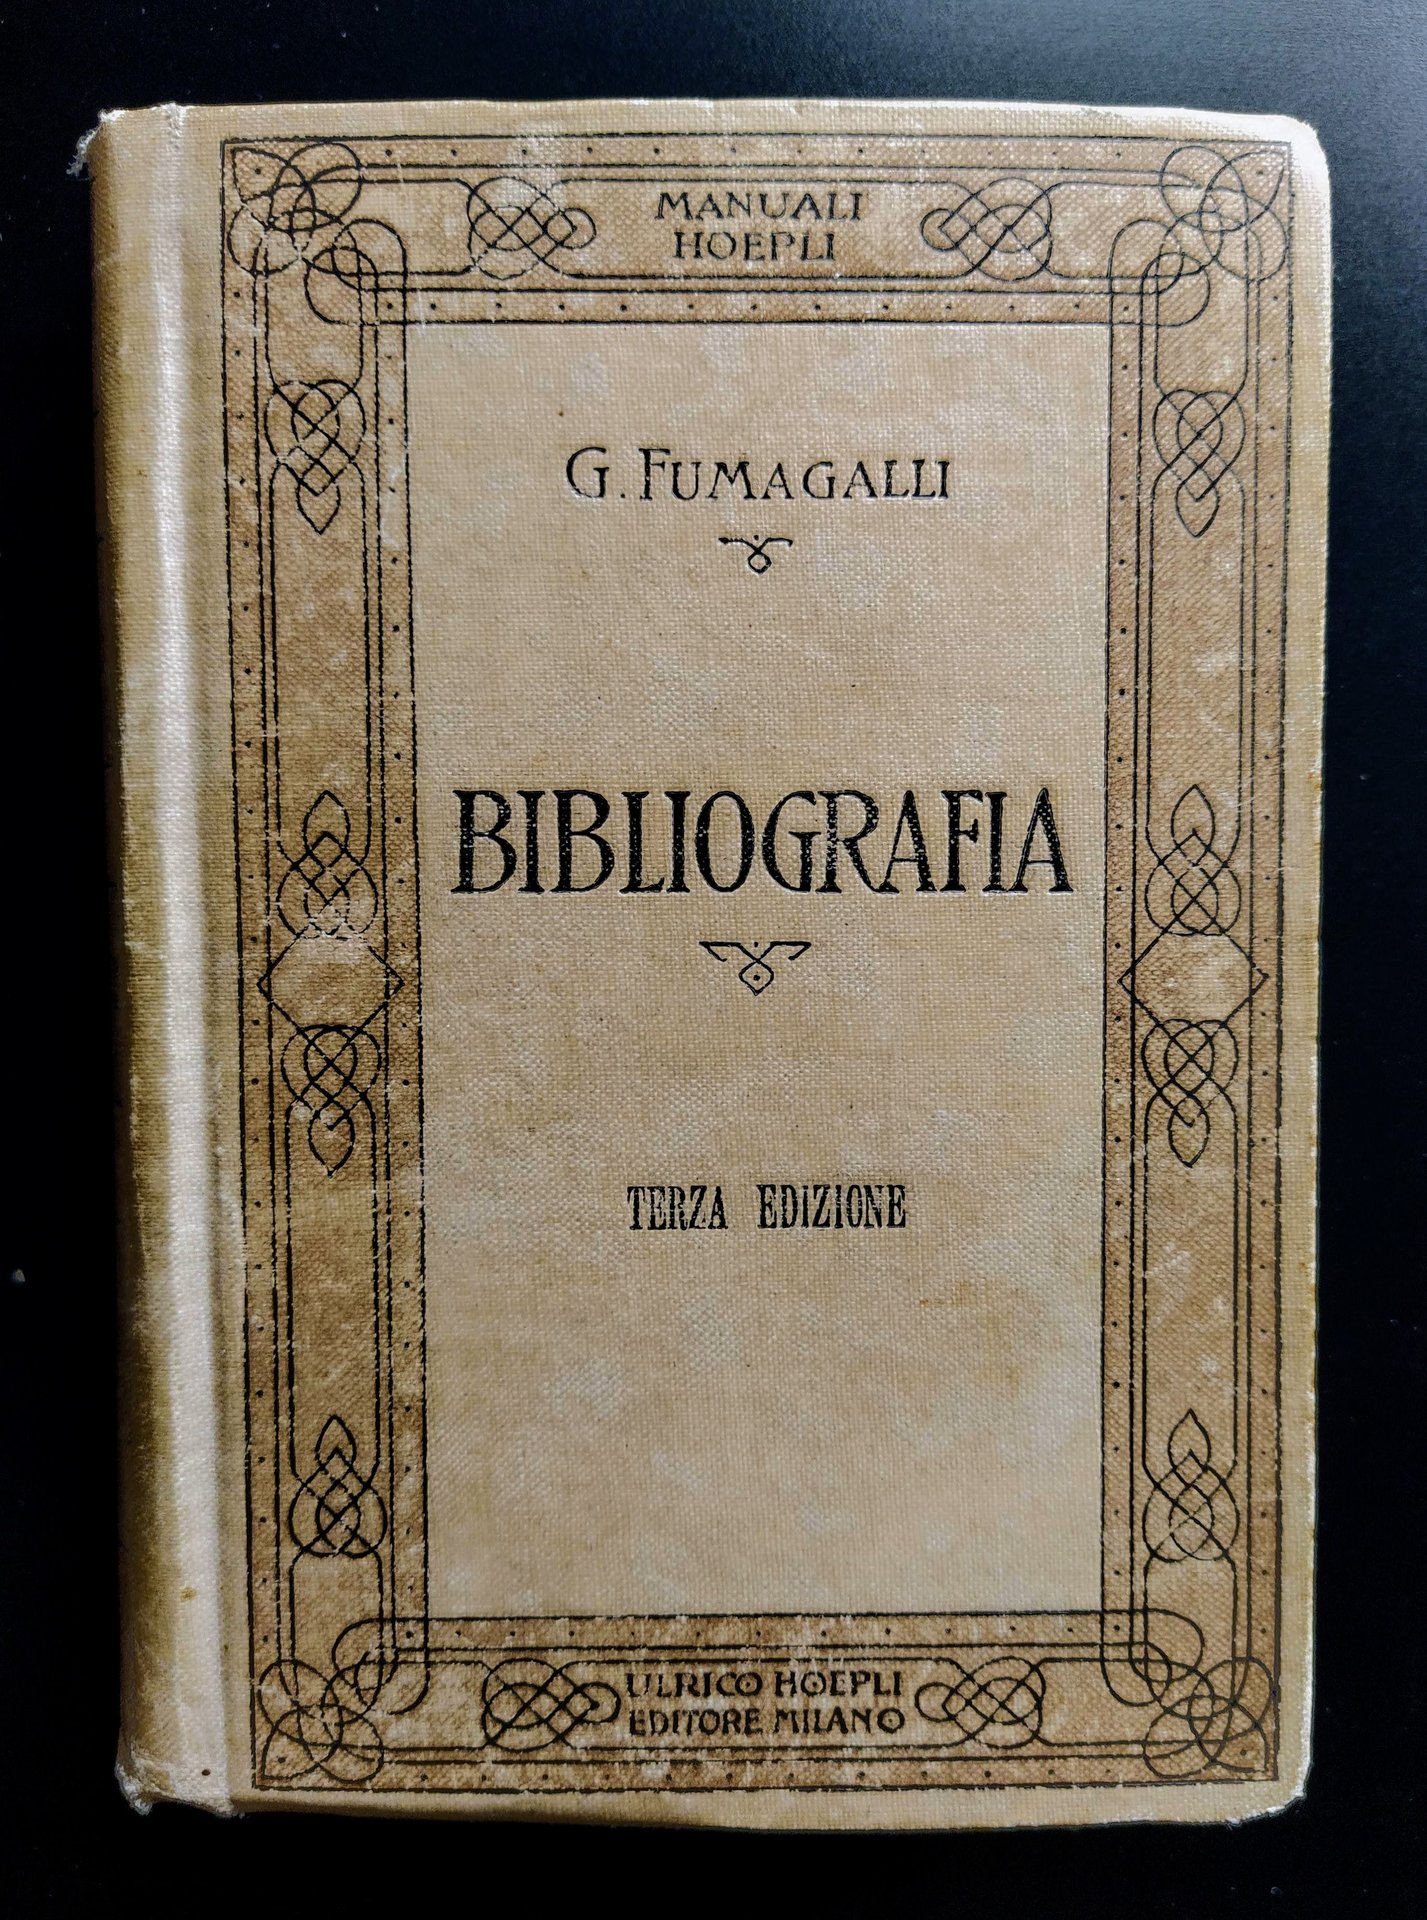 MANUALI
HOEPLI
G. FUMAGALLI
BIBLIOGRAFIA
TERZA EDIZIONE
ULRICO HOEPLI
EDITORE MILANO